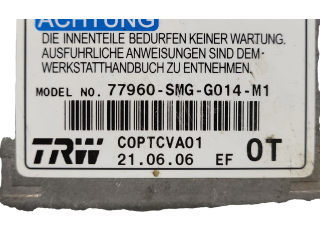 ACHTUNG
DIE INNENTEILE BEDÜRFEN KEINER WARTUNG.
AUSFÜHRLICHE ANWEISUNGEN SIND DEM-
WERKSTATTHANDBUCH ZU ENTNEHMEN.
MODEL NO. 77960-SMG-G014-M1
TRW COPTCVA01 OT
21.06.06 EF